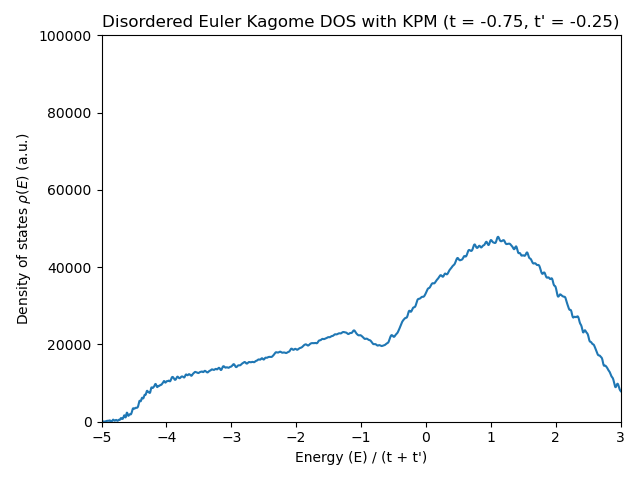 Disordered Euler Kagome DOS with KPM (t = -0.75, t' = -0.25)
Density of states ρ(E) (a.u.)
100000
80000
60000
40000
20000
0
−5 −4 −3 −2 −1 0 1 2 3
Energy (E) / (t + t')